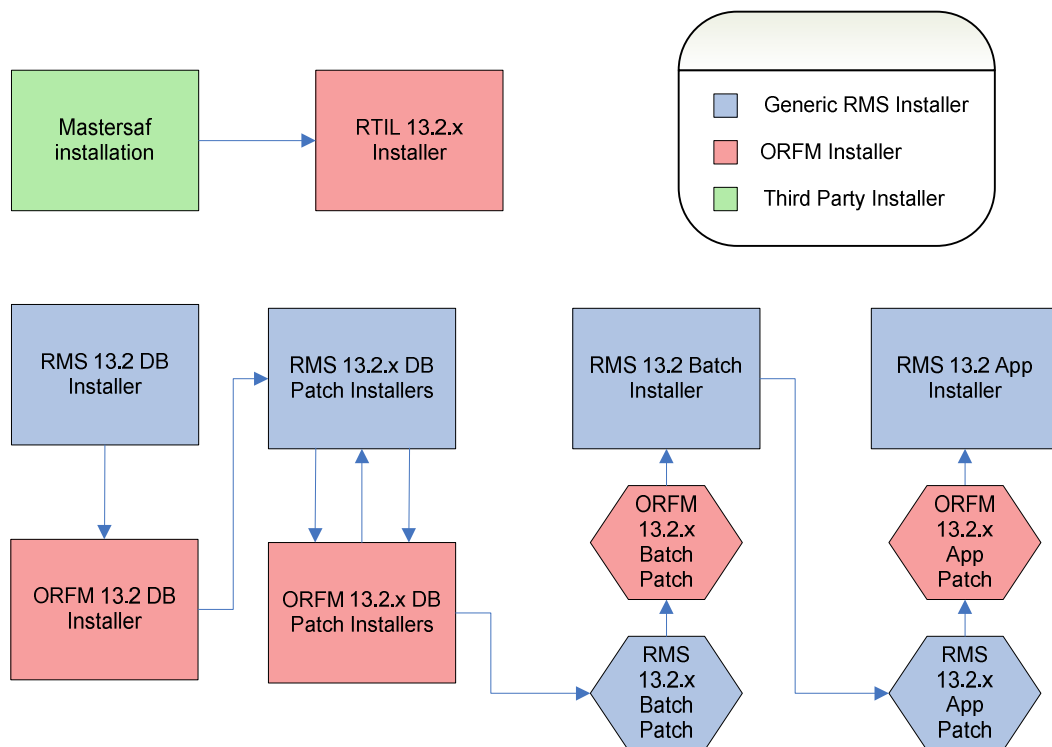 Mastersaf
installation
RTIL 13.2.x
Installer
Generic RMS Installer
ORFM Installer
Third Party Installer
RMS 13.2 DB
Installer
RMS 13.2.x DB
Patch Installers
RMS 13.2 Batch
Installer
RMS 13.2 App
Installer
ORFM 13.2 DB
Installer
ORFM 13.2.x DB
Patch Installers
ORFM
13.2.x
Batch
Patch
ORFM
13.2.x
App
Patch
RMS
13.2.x
Batch
Patch
RMS
13.2.x
App
Patch